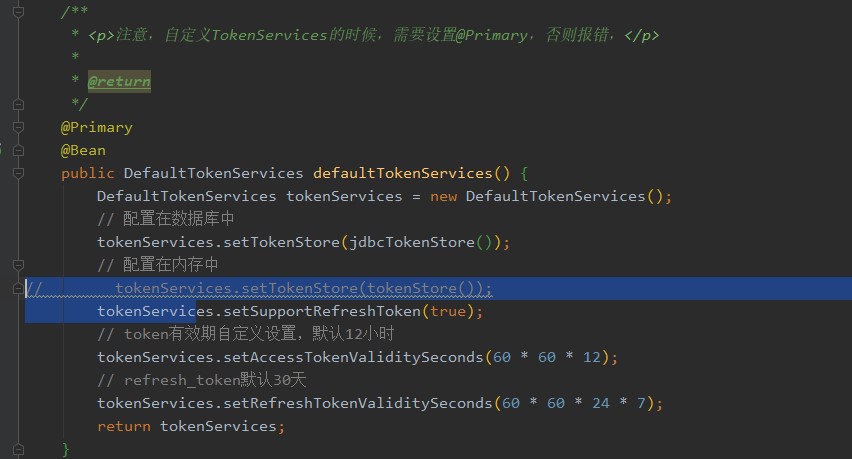 /**
 * <p>注意，自定义TokenServices的时候，需要设置@Primary，否则报错，</p>
 *
 * @return
 */
@Primary
@Bean
public DefaultTokenServices defaultTokenServices() {
    DefaultTokenServices tokenServices = new DefaultTokenServices();
    // 配置在数据库中
    tokenServices.setTokenStore(jdbcTokenStore());
    // 配置在内存中
//        tokenServices.setTokenStore(tokenStore());
    tokenServices.setSupportRefreshToken(true);
    // token有效期自定义设置，默认12小时
    tokenServices.setAccessTokenValiditySeconds(60 * 60 * 12);
    // refresh_token默认30天
    tokenServices.setRefreshTokenValiditySeconds(60 * 60 * 24 * 7);
    return tokenServices;
}